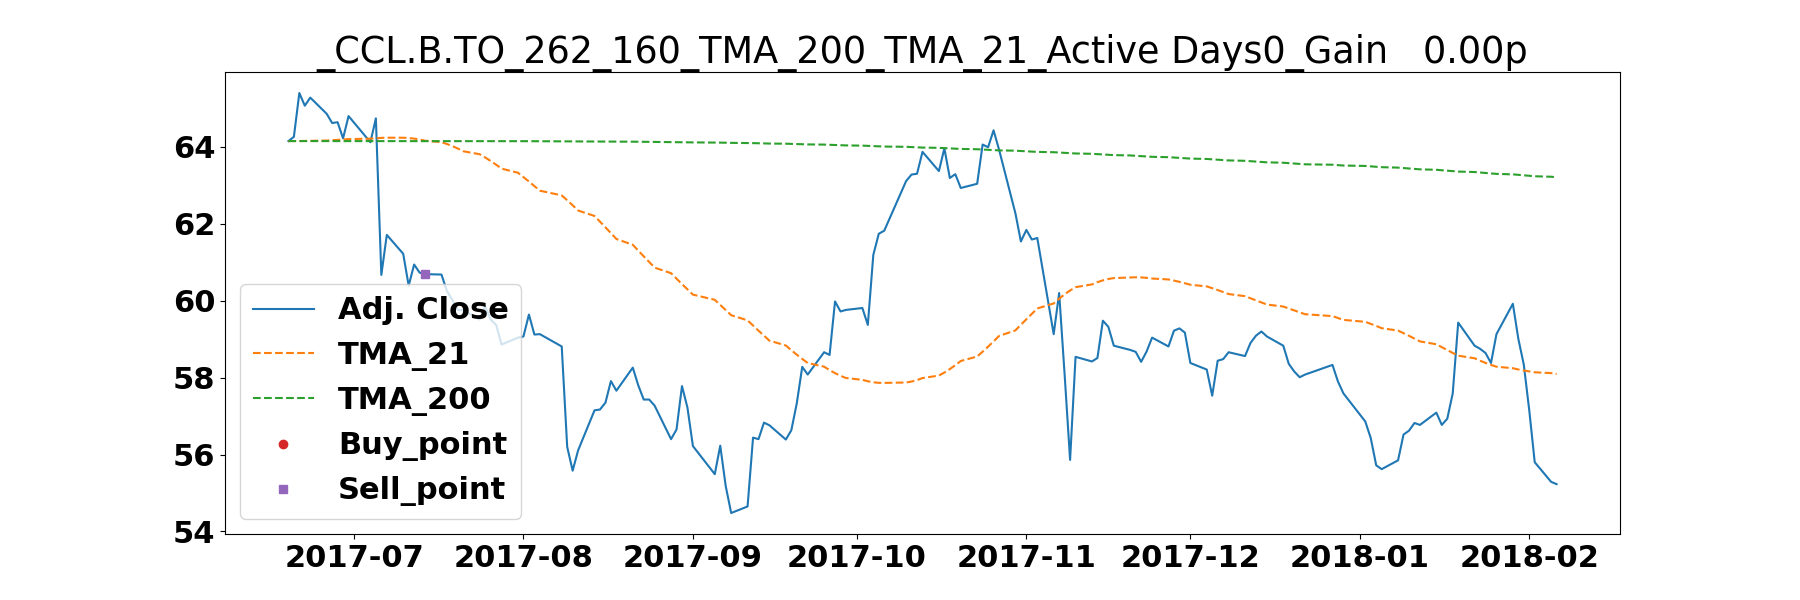 _CCL.B.TO_262_160_TMA_200_TMA_21_Active Days0_Gain   0.00p
64
62
60
58
56
54
Adj. Close
TMA_21
TMA_200
Buy_point
Sell_point
2017-07 2017-08 2017-09 2017-10 2017-11 2017-12 2018-01 2018-02